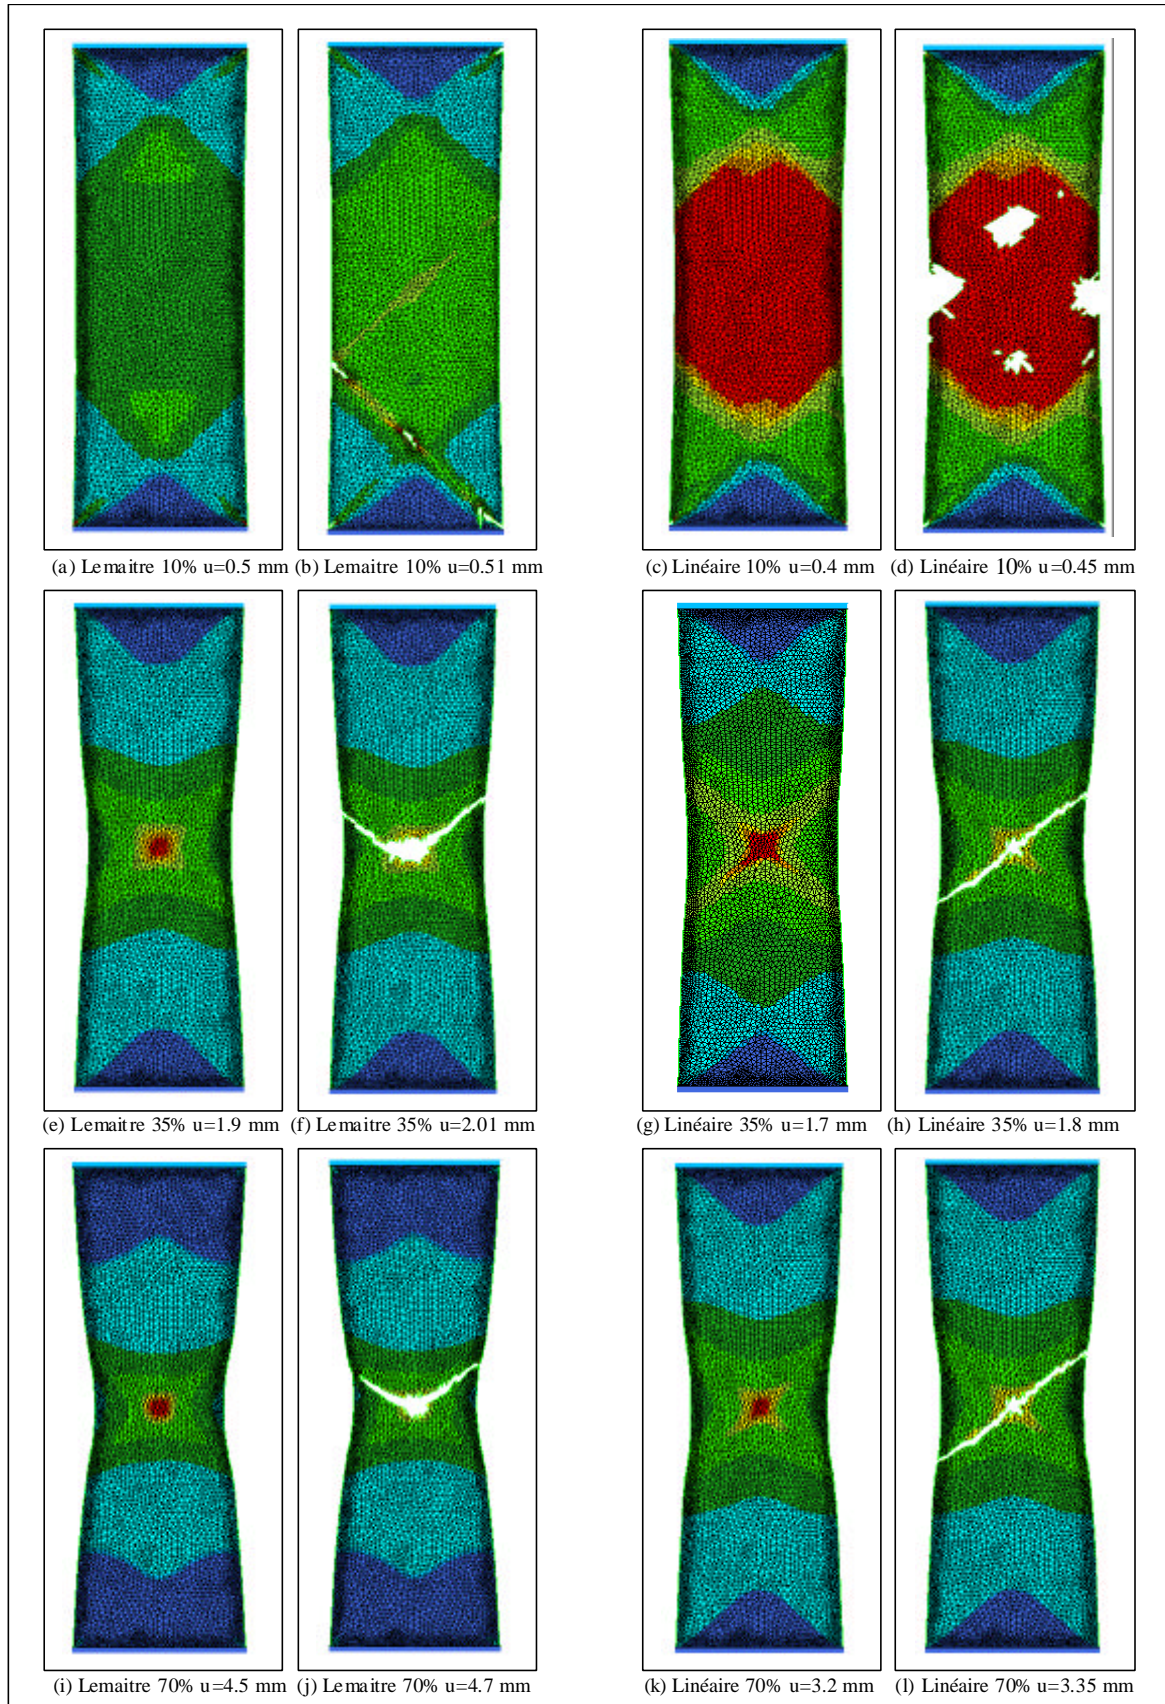 (a) Lemaitre 10% u=0.5 mm (b) Lemaitre 10% u=0.51 mm (c) Linéaire 10% u=0.4 mm (d) Linéaire 10% u=0.45 mm
(e) Lemaitre 35% u=1.9 mm (f) Lemaitre 35% u=2.01 mm (g) Linéaire 35% u=1.7 mm (h) Linéaire 35% u=1.8 mm
(i) Lemaitre 70% u=4.5 mm (j) Lemaitre 70% u=4.7 mm (k) Linéaire 70% u=3.2 mm (l) Linéaire 70% u=3.35 mm